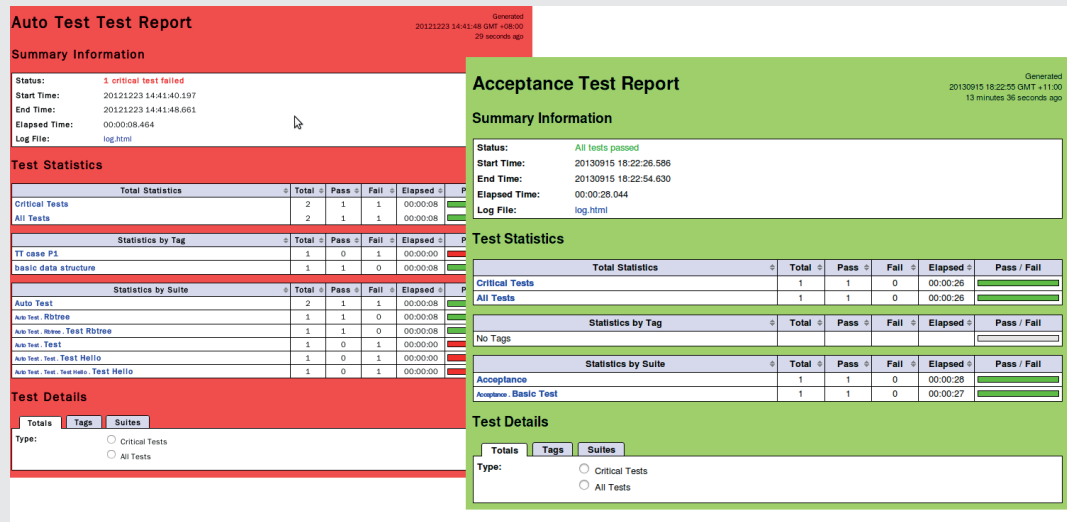 Auto Test Test Report
Generated
20121223 14:41:48 GMT +08:00
29 seconds ago
Summary Information
Status: 1 critical test failed
Start Time: 20121223 14:41:40.197
End Time: 20121223 14:41:48.661
Elapsed Time: 00:00:08.464
Log File: log.html
Test Statistics
Total Statistics Total Pass Fail Elapsed P
Critical Tests 2 1 1 00:00:08
All Tests 2 1 1 00:00:08
Statistics by Tag Total Pass Fail Elapsed P
TT case P1 1 0 1 00:00:00
basic data structure 1 1 0 00:00:08
Statistics by Suite Total Pass Fail Elapsed P
Auto Test 2 1 1 00:00:08
Auto Test . Rbtree 1 1 0 00:00:08
Auto Test . Rbtree . Test Rbtree 1 1 0 00:00:08
Auto Test . Test 1 0 1 00:00:00
Auto Test . Test . Test Hello 1 0 1 00:00:00
Auto Test . Test . Test Hello . Test Hello 1 0 1 00:00:00
Test Details
Totals Tags Suites
Type: Critical Tests
All Tests
Acceptance Test Report
Generated
20130915 18:22:55 GMT +11:00
13 minutes 36 seconds ago
Summary Information
Status: All tests passed
Start Time: 20130915 18:22:26.586
End Time: 20130915 18:22:54.630
Elapsed Time: 00:00:28.044
Log File: log.html
Test Statistics
Total Statistics Total Pass Fail Elapsed Pass / Fail
Critical Tests 1 1 0 00:00:26
All Tests 1 1 0 00:00:26
Statistics by Tag Total Pass Fail Elapsed Pass / Fail
No Tags
Statistics by Suite Total Pass Fail Elapsed Pass / Fail
Acceptance 1 1 0 00:00:28
Acceptance . Basic Test 1 1 0 00:00:27
Test Details
Totals Tags Suites
Type: Critical Tests
All Tests